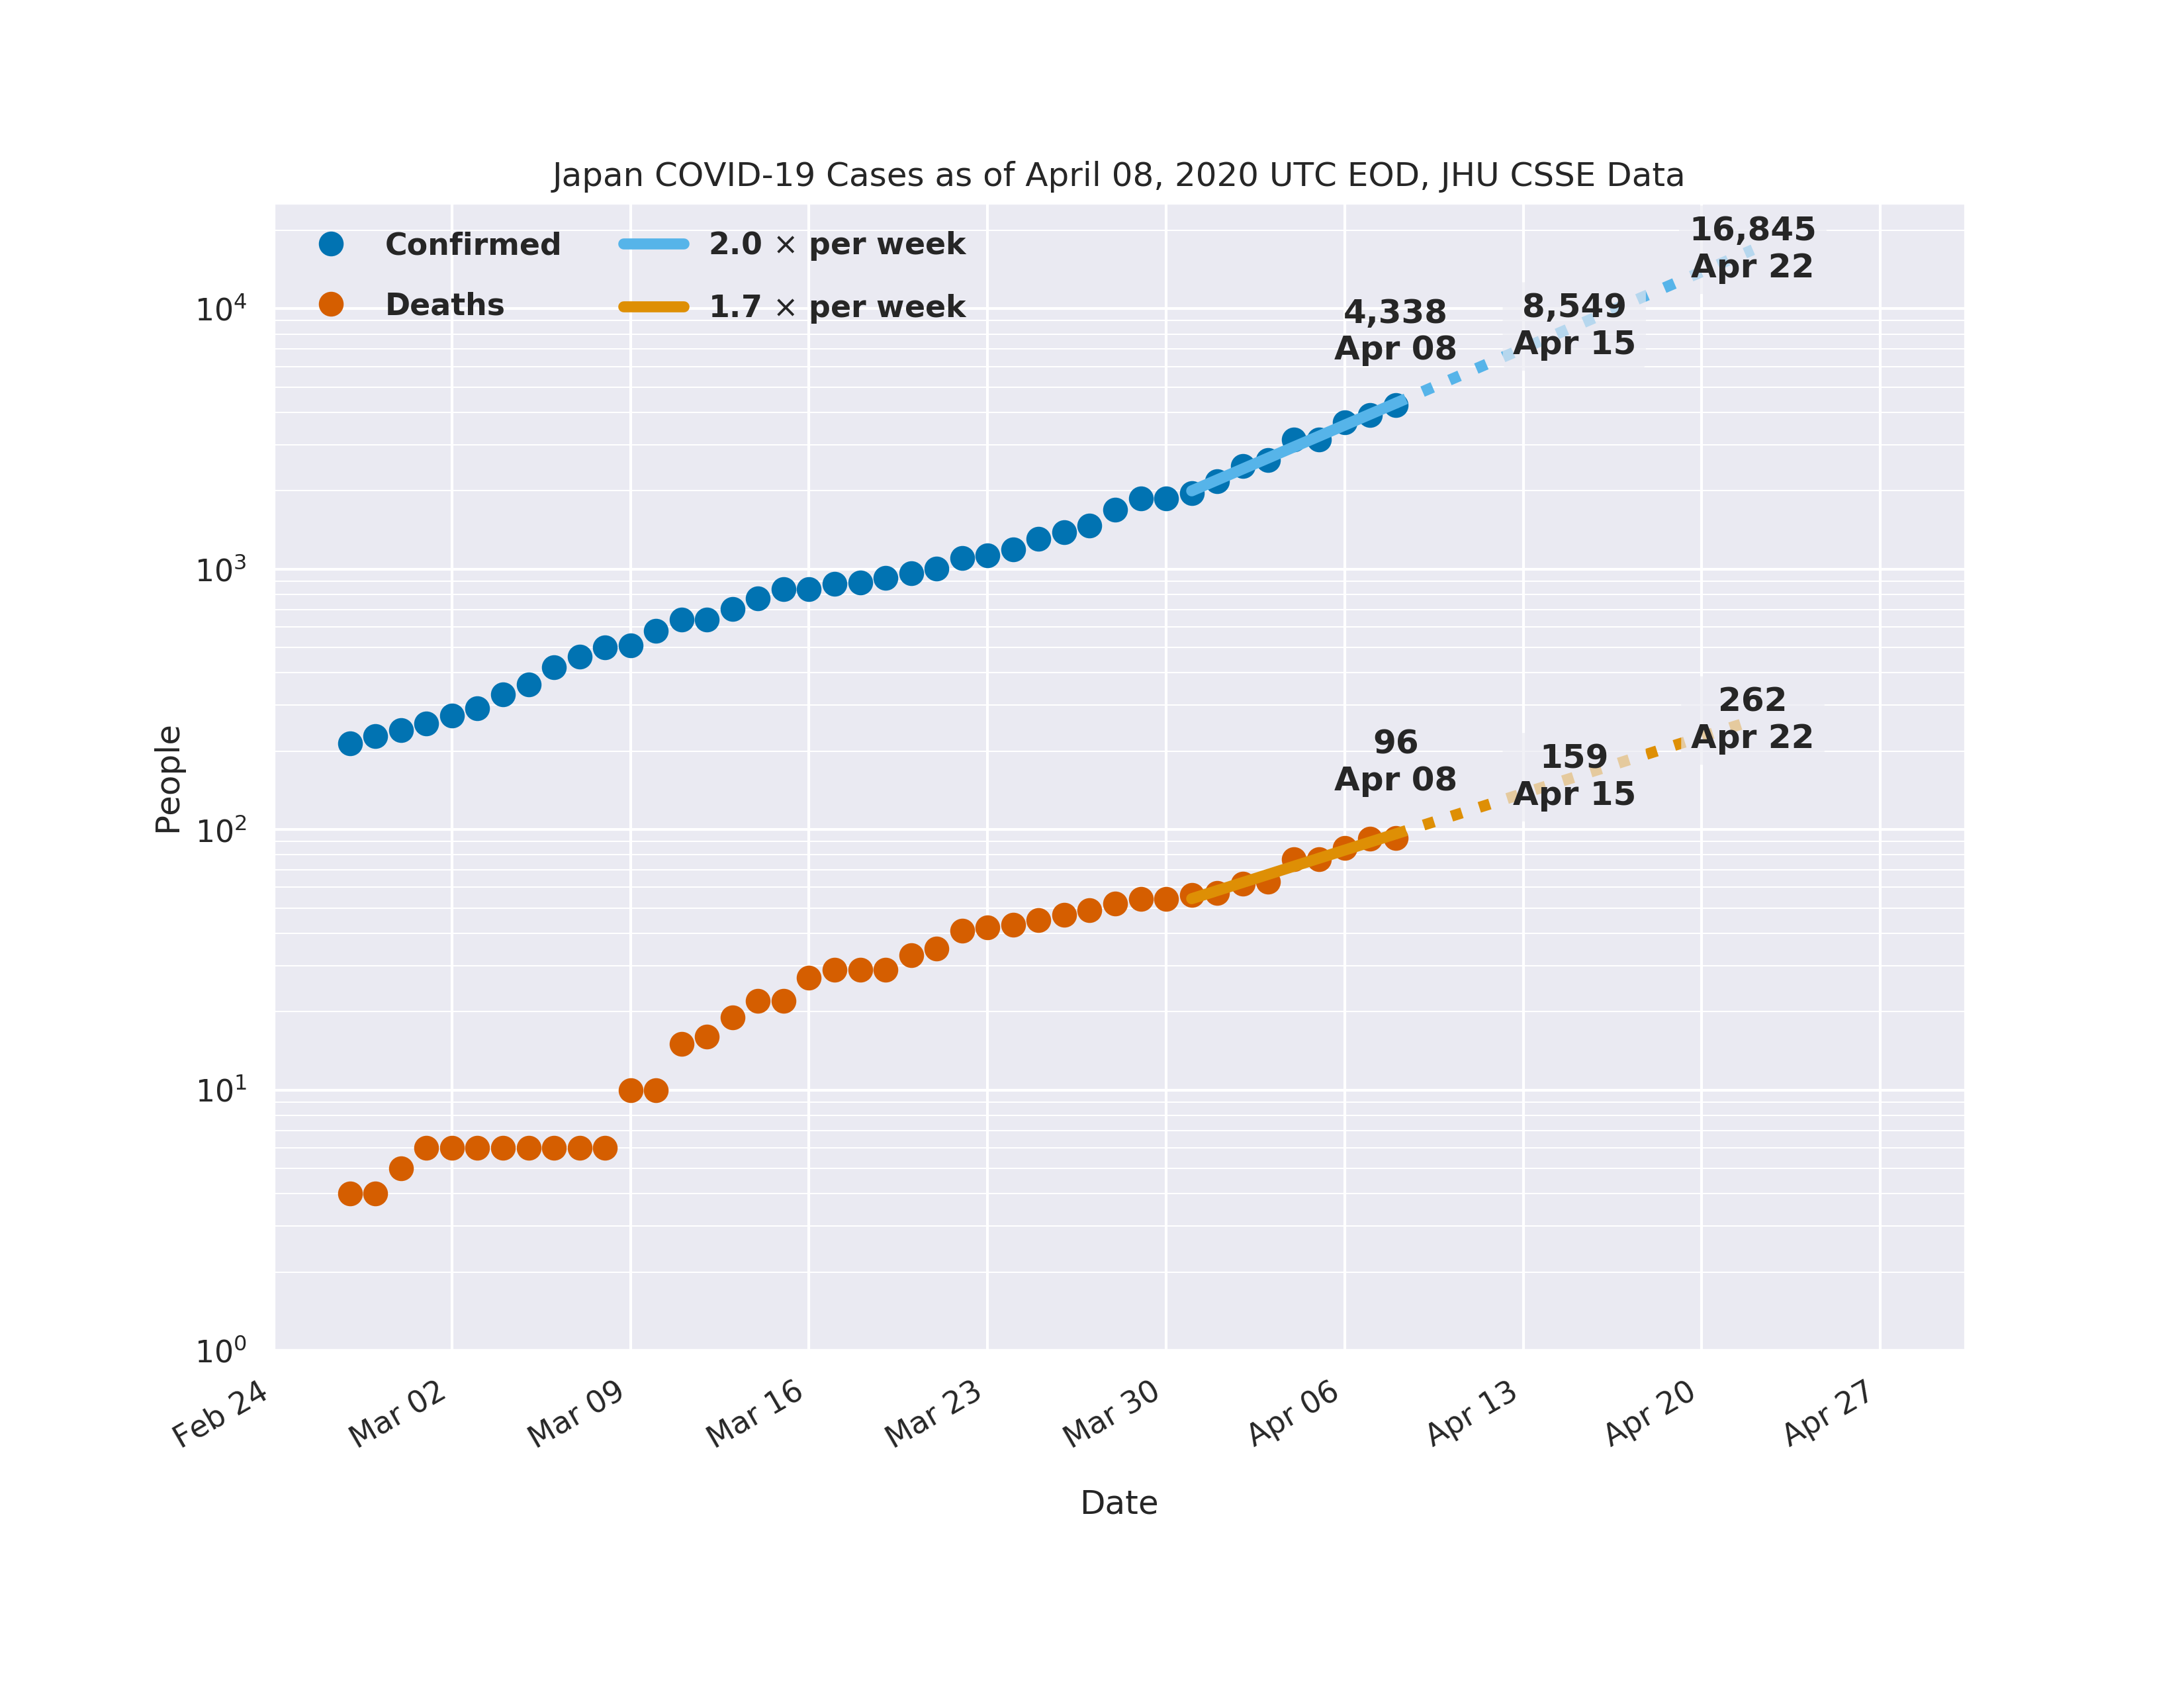 Japan COVID-19 Cases as of April 08, 2020 UTC EOD, JHU CSSE Data
Confirmed
Deaths
2.0 × per week
1.7 × per week
16,845
Apr 22
8,549
Apr 15
4,338
Apr 08
262
Apr 22
159
Apr 15
96
Apr 08
People
10⁴
10³
10²
10¹
10⁰
Feb 24
Mar 02
Mar 09
Mar 16
Mar 23
Mar 30
Apr 06
Apr 13
Apr 20
Apr 27
Date